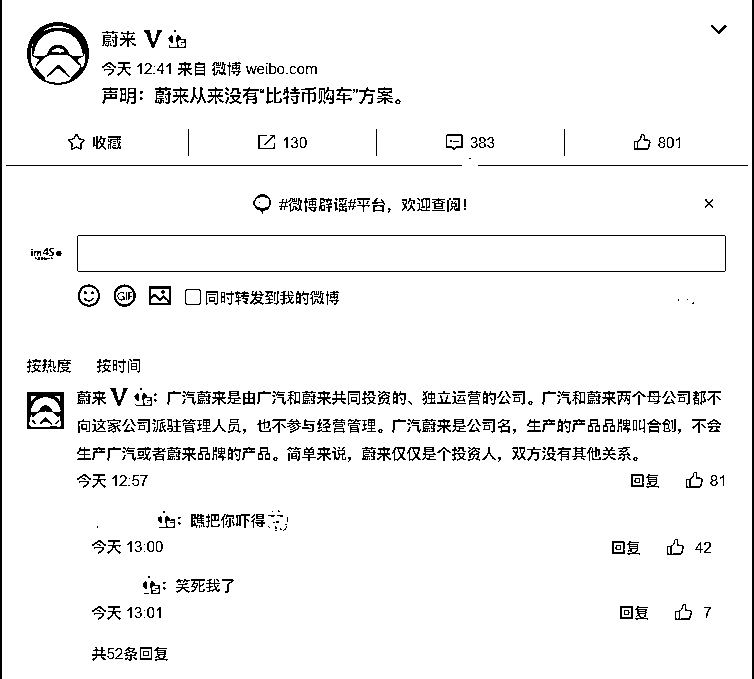 蔚来 V
今天 12:41 来自 微博 weibo.com
声明：蔚来从来没有“比特币购车”方案。
收藏 130 383 801
#微博辟谣#平台，欢迎查阅！ ×
GIF 同时转发到我的微博
按热度 按时间
蔚来 V ：广汽蔚来是由广汽和蔚来共同投资的、独立运营的公司。广汽和蔚来两个母公司都不
向这家公司派驻管理人员，也不参与经营管理。广汽蔚来是公司名，生产的产品品牌叫合创，不会
生产广汽或者蔚来品牌的产品。简单来说，蔚来仅仅是个投资人，双方没有其他关系。
今天 12:57 回复 81
：瞧把你吓得
今天 13:00 回复 42
：笑死我了
今天 13:01 回复 7
共52条回复